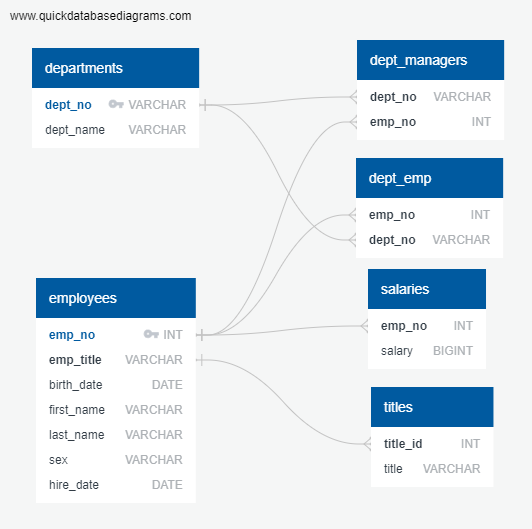 www.quickdatabasediagrams.com
departments
dept_no VARCHAR
dept_name VARCHAR
dept_managers
dept_no VARCHAR
emp_no INT
dept_emp
emp_no INT
dept_no VARCHAR
employees
emp_no INT
emp_title VARCHAR
birth_date DATE
first_name VARCHAR
last_name VARCHAR
sex VARCHAR
hire_date DATE
salaries
emp_no INT
salary BIGINT
titles
title_id INT
title VARCHAR